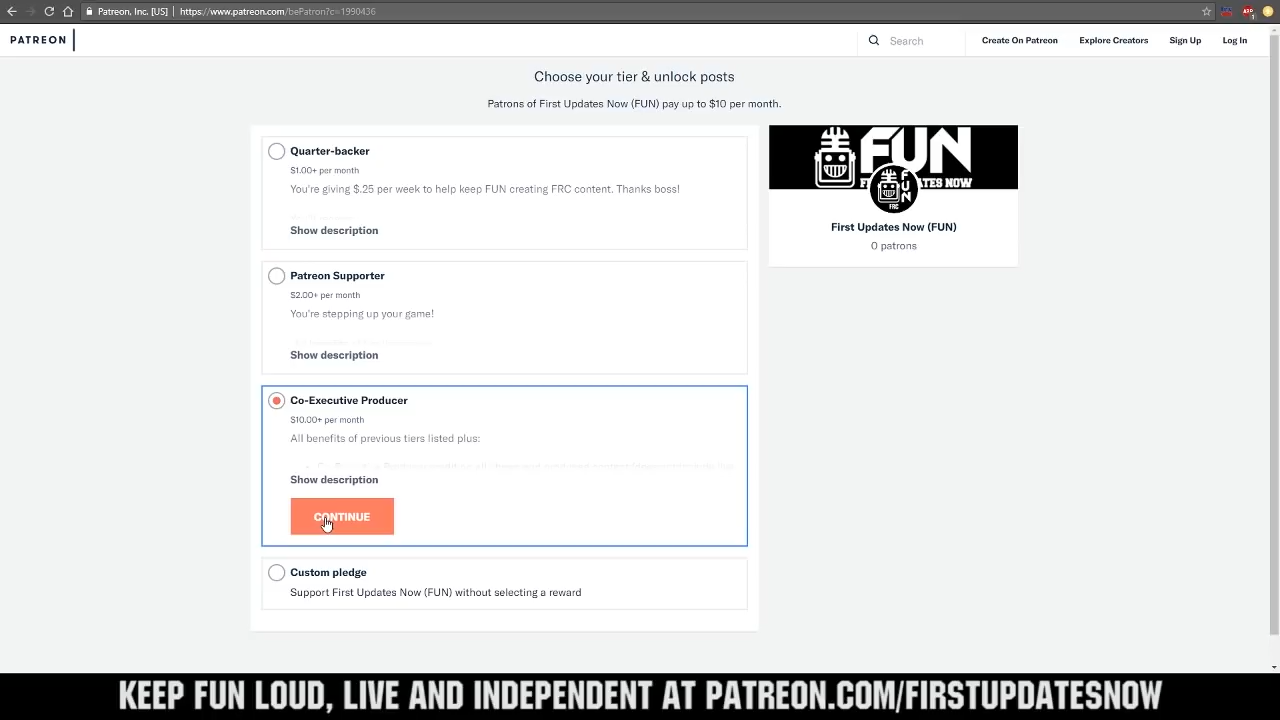 Patreon, Inc. [US] | https://www.patreon.com/bePatron?c=1990436
PATREON
Search
Create On Patreon
Explore Creators
Sign Up
Log In
Choose your tier & unlock posts
Patrons of First Updates Now (FUN) pay up to $10 per month.
Quarter-backer
$1.00+ per month
You're giving $.25 per week to help keep FUN creating FRC content. Thanks boss!
Show description
Patreon Supporter
$2.00+ per month
You're stepping up your game!
Show description
Co-Executive Producer
$10.00+ per month
All benefits of previous tiers listed plus:
Show description
CONTINUE
Custom pledge
Support First Updates Now (FUN) without selecting a reward
FUN
ATES NOW
FUN
FRC
First Updates Now (FUN)
0 patrons
KEEP FUN LOUD, LIVE AND INDEPENDENT AT PATREON.COM/FIRSTUPDATESNOW